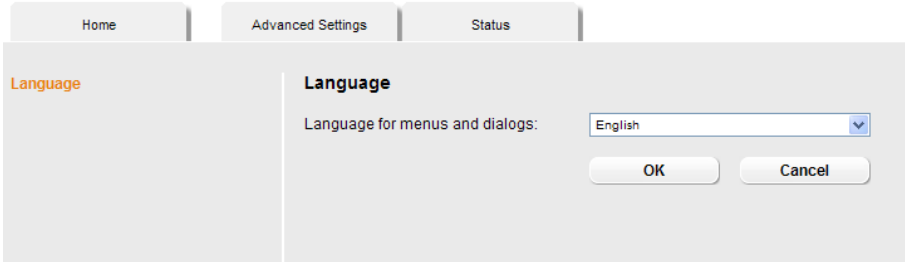 Home
Advanced Settings
Status
Language
Language
Language for menus and dialogs:
English
OK
Cancel